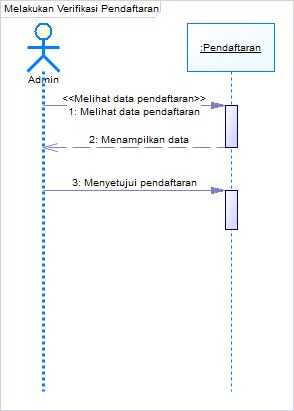 Melakukan Verifikasi Pendaftaran
:Pendaftaran
Admin
<<Melihat data pendaftaran>>
1: Melihat data pendaftaran
2: Menampilkan data
3: Menyetujui pendaftaran